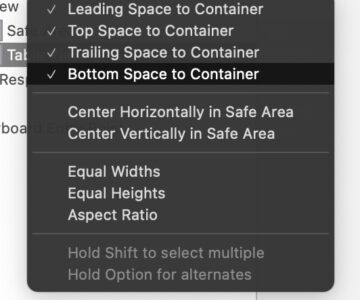 ew
✓ Leading Space to Container
✓ Top Space to Container
Safe A
✓ Trailing Space to Container
Tab
✓ Bottom Space to Container
Resp
Center Horizontally in Safe Area
board En
Center Vertically in Safe Area
Equal Widths
Equal Heights
Aspect Ratio
Hold Shift to select multiple
Hold Option for alternates